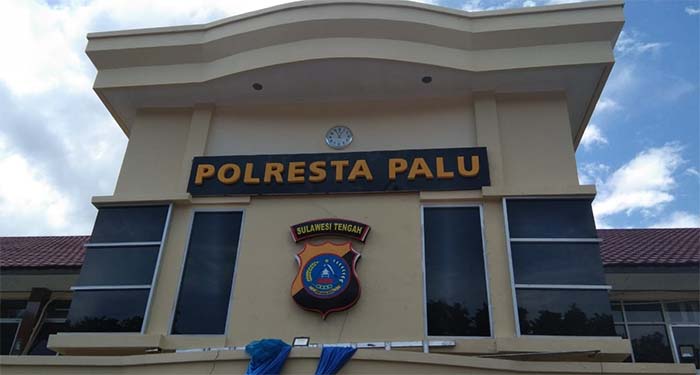 POLRESTA PALU
SULAWESI TENGAH